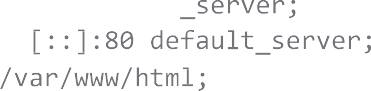 _server;
[::]:80 default_server;
/var/www/html;